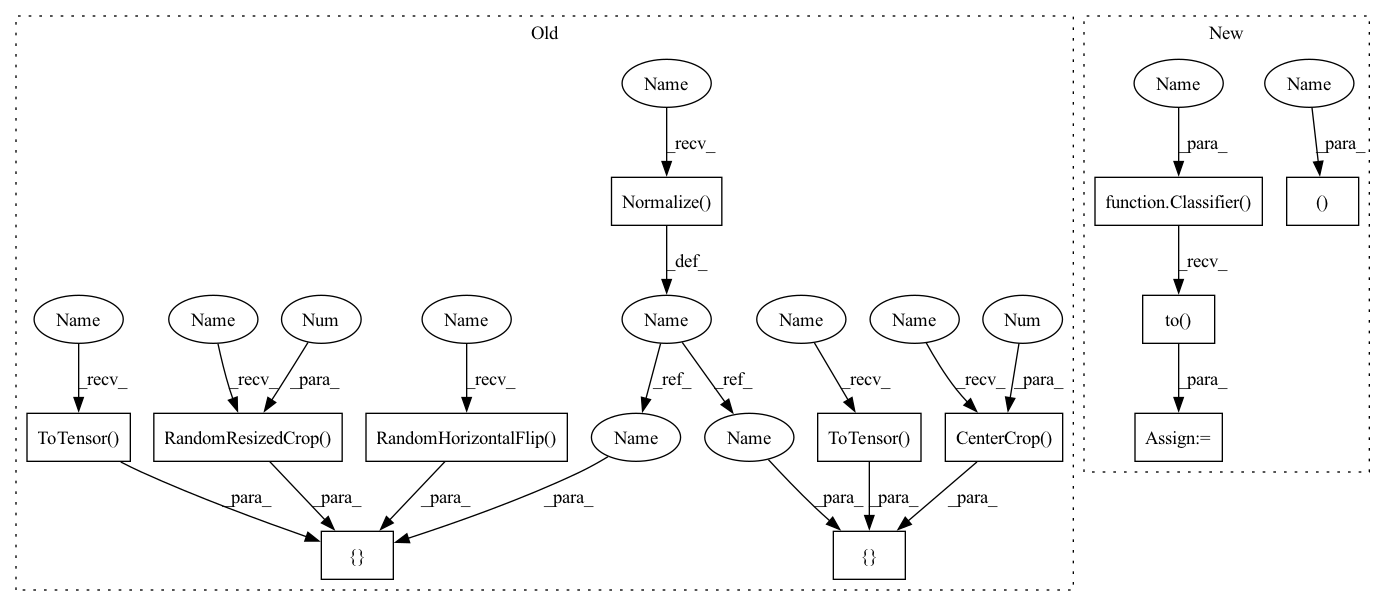 Old
New
Name
Name
Name
_recv_
_para_
_para_
Normalize()
function.Classifier()
()
_def_
_recv_
Name
Name
Num
Name
Name
Name
Name
Num
to()
_recv_
_recv_
_para_
_recv_
_ref_
_ref_
_recv_
_recv_
_para_
_para_
ToTensor()
RandomResizedCrop()
RandomHorizontalFlip()
Name
Name
ToTensor()
CenterCrop()
Assign:=
_para_
_para_
_para_
_para_
_para_
_para_
_para_
{}
{}